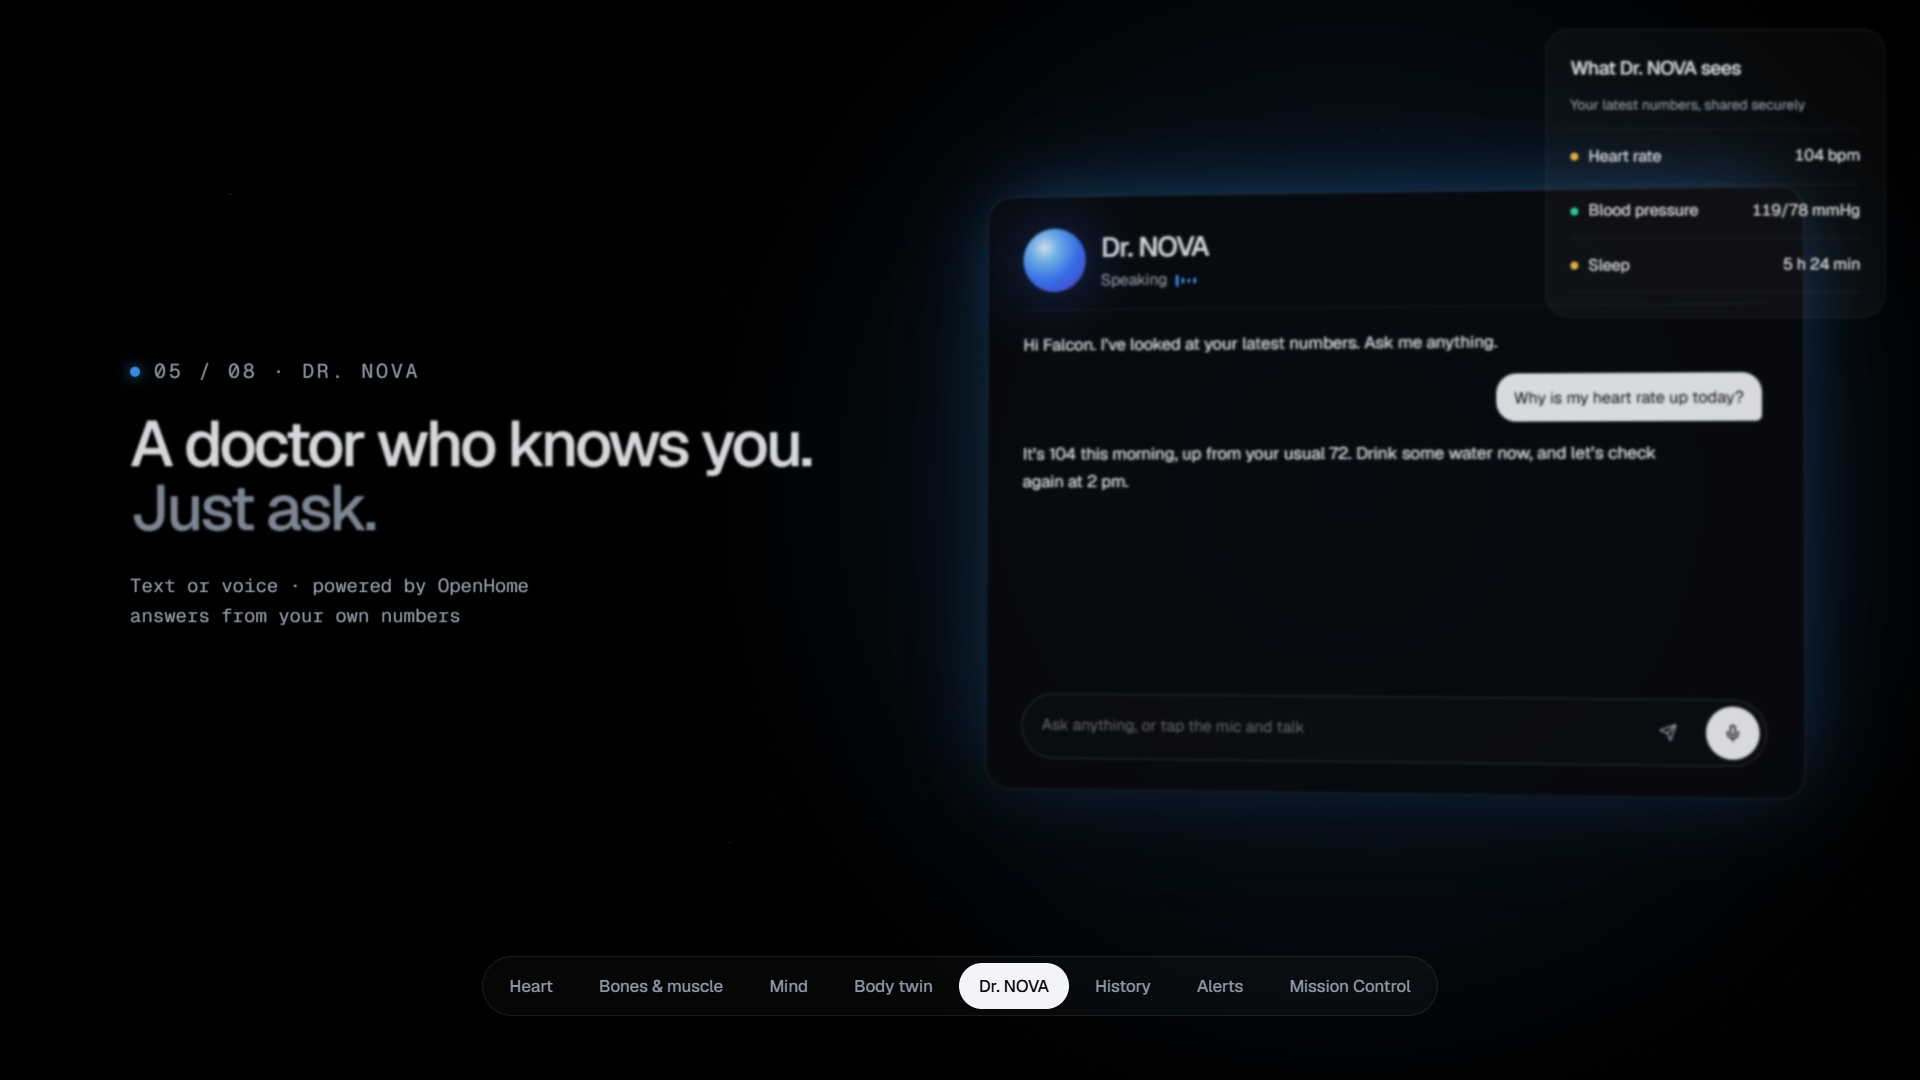 05 / 08 · DR. NOVA
A doctor who knows you.
Just ask.
Text or voice · powered by OpenHome
answers from your own numbers
What Dr. NOVA sees
Your latest numbers, shared securely
Heart rate 104 bpm
Blood pressure 119/78 mmHg
Sleep 5 h 24 min
Dr. NOVA
Speaking
Hi Falcon. I've looked at your latest numbers. Ask me anything.
Why is my heart rate up today?
It's 104 this morning, up from your usual 72. Drink some water now, and let's check
again at 2 pm.
Ask anything, or tap the mic and talk
Heart Bones & muscle Mind Body twin Dr. NOVA History Alerts Mission Control